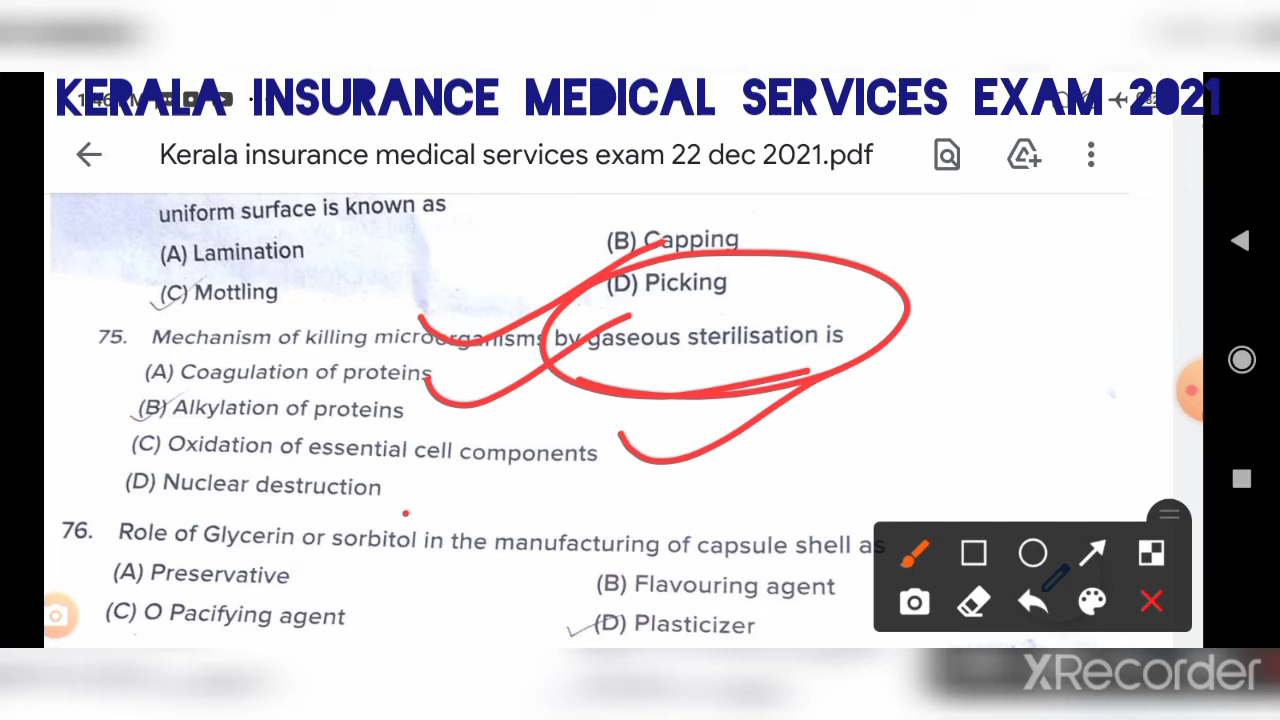 KERALA INSURANCE MEDICAL SERVICES EXAM 2021
Kerala insurance medical services exam 22 dec 2021.pdf
uniform surface is known as
(A) Lamination
(B) Capping
(C) Mottling
(D) Picking
75. Mechanism of killing microorganisms by gaseous sterilisation is
(A) Coagulation of proteins
(B) Alkylation of proteins
(C) Oxidation of essential cell components
(D) Nuclear destruction
76. Role of Glycerin or sorbitol in the manufacturing of capsule shell as
(A) Preservative
(B) Flavouring agent
(C) O Pacifying agent
(D) Plasticizer
XRecorder